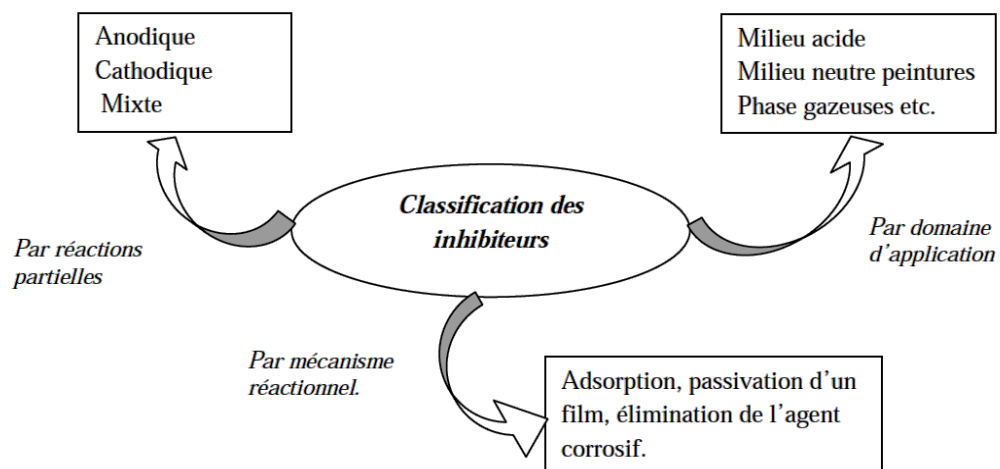 Anodique
Cathodique
Mixte
Milieu acide
Milieu neutre peintures
Phase gazeuses etc.
Classification des
inhibiteurs
Par réactions
partielles
Par domaine
d’application
Par mécanisme
réactionnel.
Adsorption, passivation d’un
film, élimination de l’agent
corrosif.